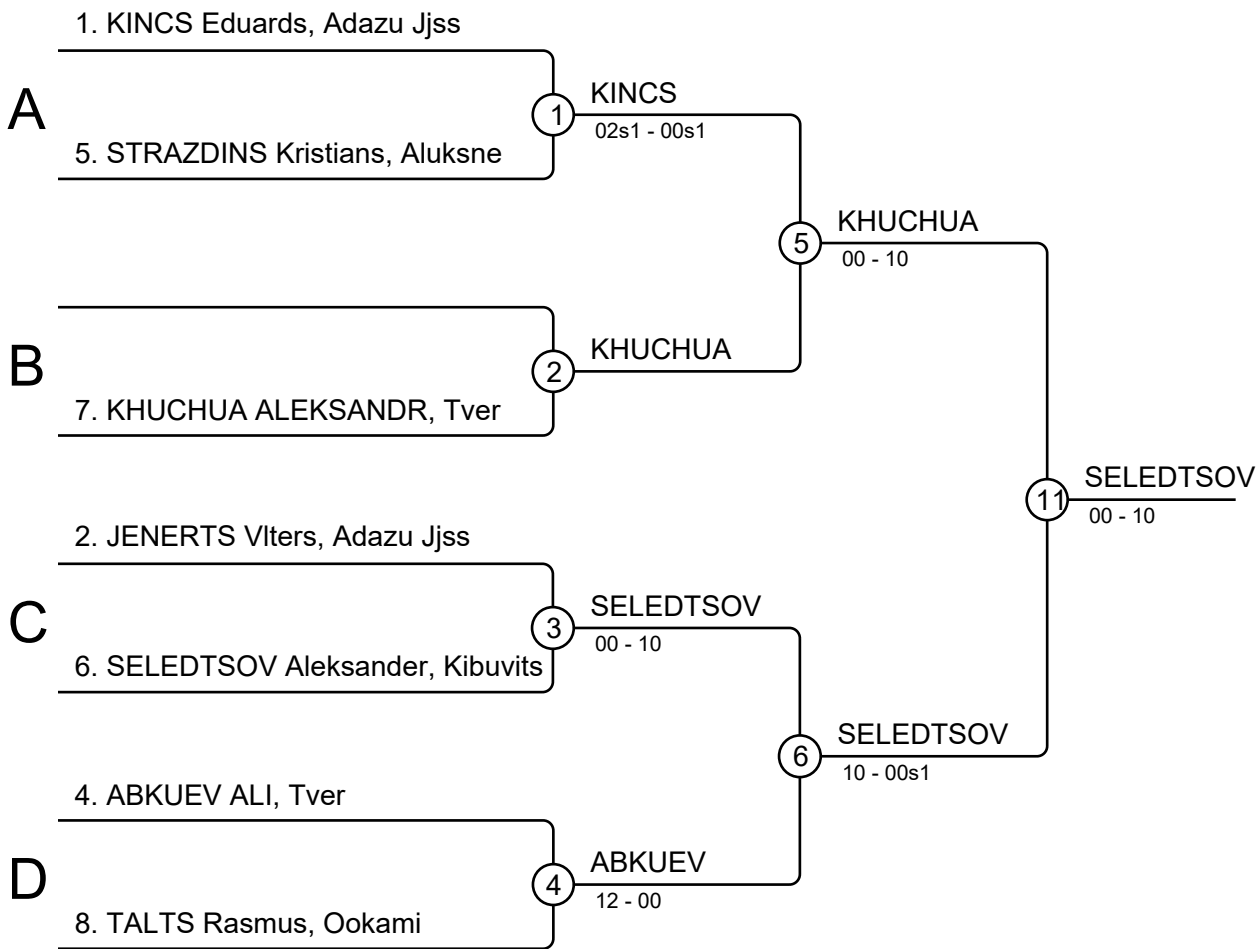 1. KINCS Eduards, Adazu Jjss
A
1
KINCS
02s1 - 00s1
5. STRAZDINS Kristians, Aluksne
5
KHUCHUA
00 - 10
B
2
KHUCHUA
7. KHUCHUA ALEKSANDR, Tver
11
SELEDTSOV
00 - 10
2. JENERTS Vlters, Adazu Jjss
C
3
SELEDTSOV
00 - 10
6. SELEDTSOV Aleksander, Kibuvits
6
SELEDTSOV
10 - 00s1
4. ABKUEV ALI, Tver
D
4
ABKUEV
12 - 00
8. TALTS Rasmus, Ookami